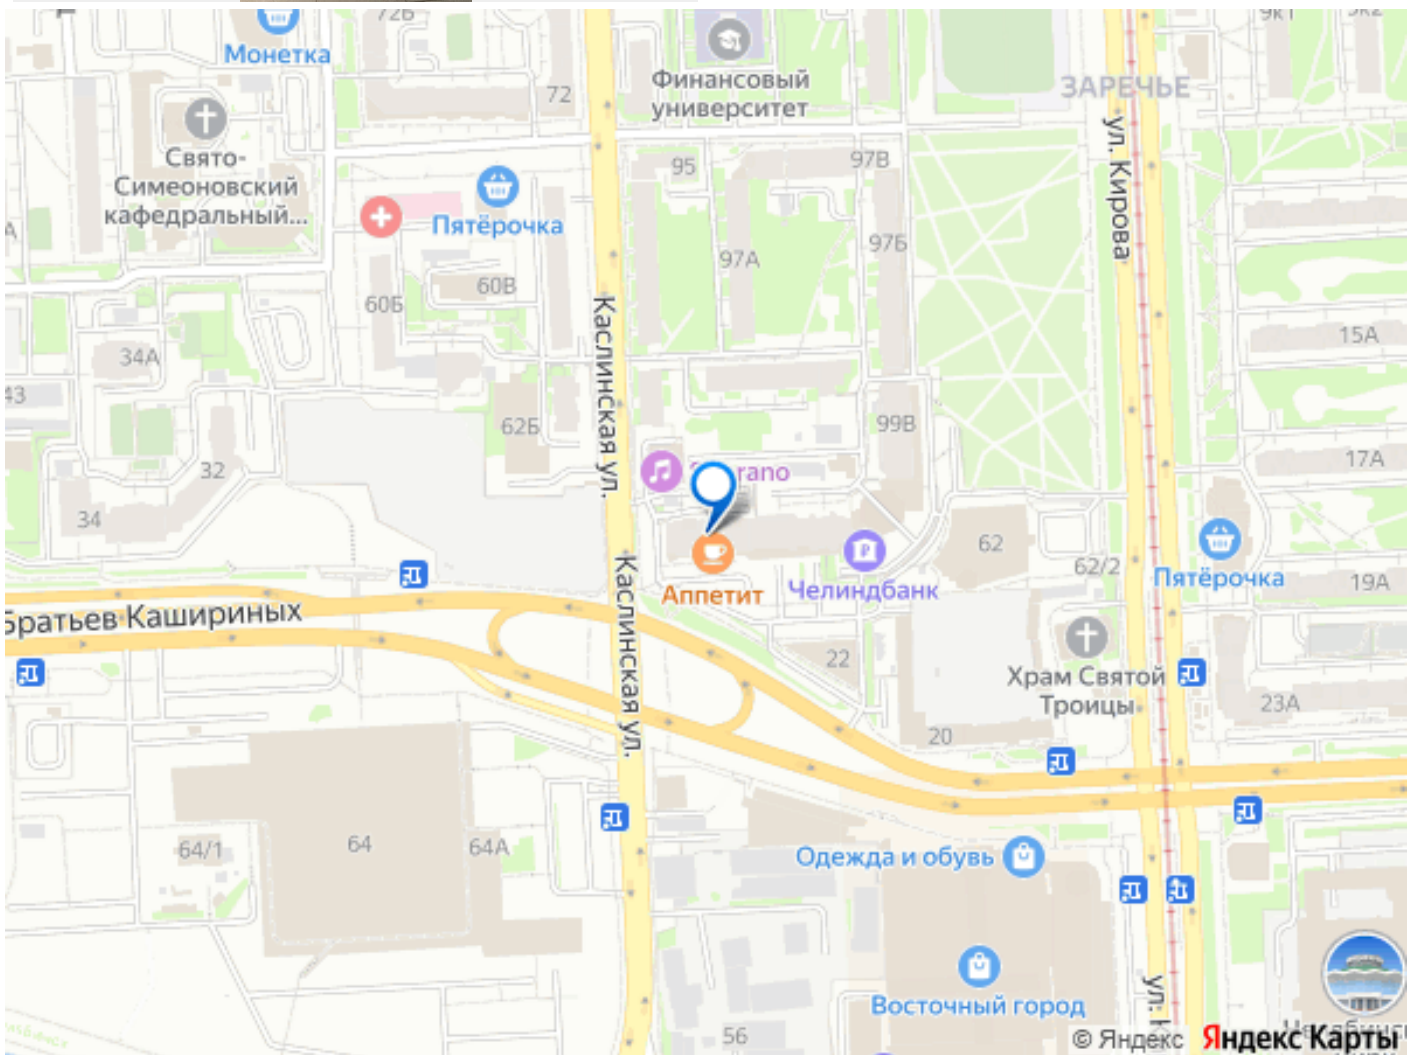 72Б
9к1
Монетка
Финансовый
университет
72
ЗАРЕЧЬЕ
ул. Кирова
Свято-
Симеоновский
кафедральный...
95
97В
Пятёрочка
97А
97Б
60В
60Б
Каслинская ул.
34А
15А
43
62Б
99В
32
17А
34
62
62/2
Аппетит
Челиндбанк
Пятёрочка
19А
Братьев Кашириных
Каслинская ул.
22
Храм Святой
Троицы
23А
20
64/1
64
64А
Одежда и обувь
Восточный город
56
© Яндекс
Яндекс Карты